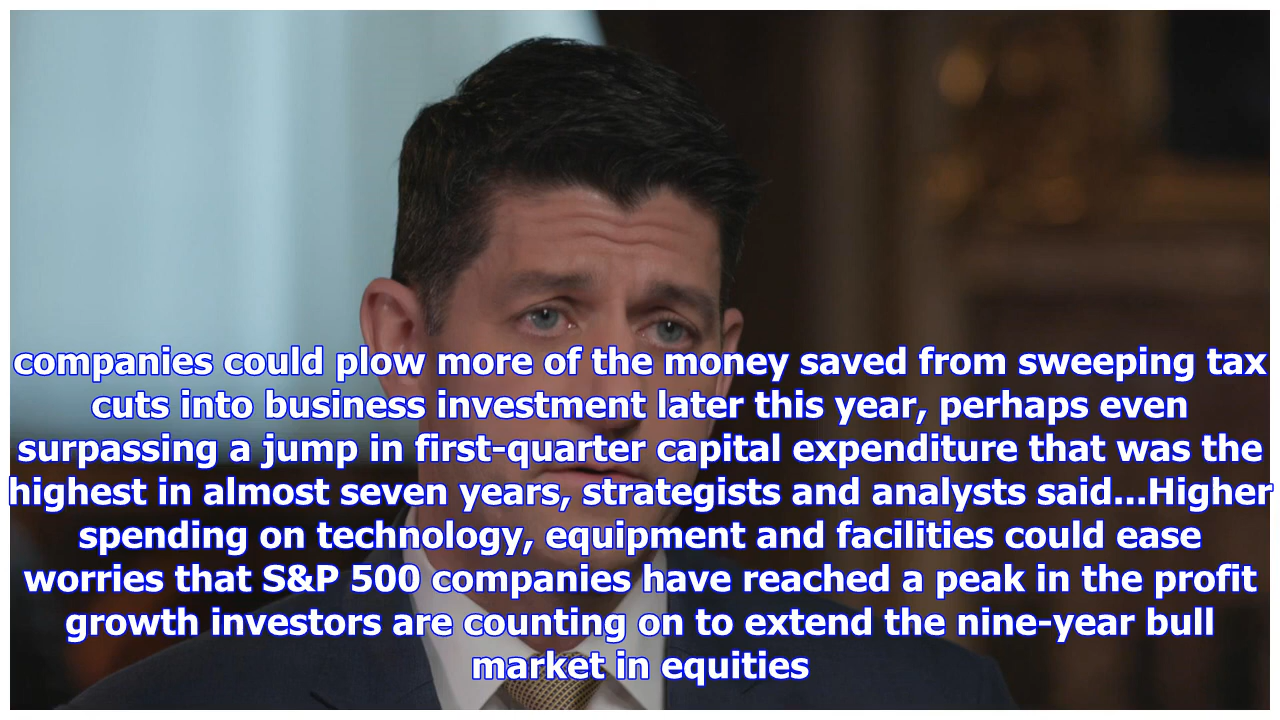 companies could plow more of the money saved from sweeping tax
cuts into business investment later this year, perhaps even
surpassing a jump in first-quarter capital expenditure that was the
highest in almost seven years, strategists and analysts said...Higher
spending on technology, equipment and facilities could ease
worries that S&P 500 companies have reached a peak in the profit
growth investors are counting on to extend the nine-year bull
market in equities